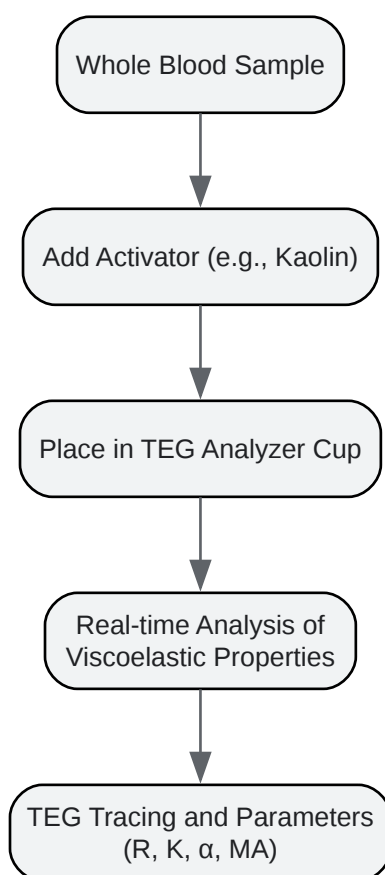 Whole Blood Sample
Add Activator (e.g., Kaolin)
Place in TEG Analyzer Cup
Real-time Analysis of
Viscoelastic Properties
TEG Tracing and Parameters
(R, K, α, MA)